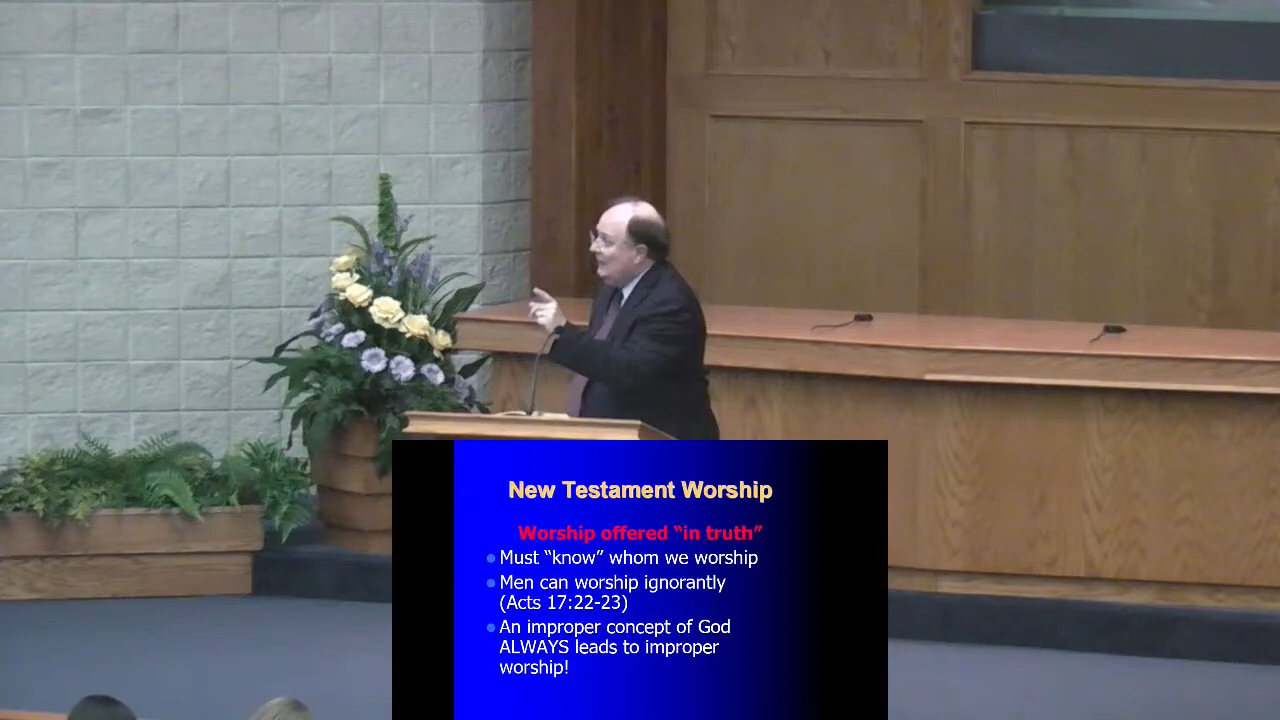 New Testament Worship
Worship offered “in truth”
Must “know” whom we worship
Men can worship ignorantly
(Acts 17:22-23)
An improper concept of God
ALWAYS leads to improper
worship!